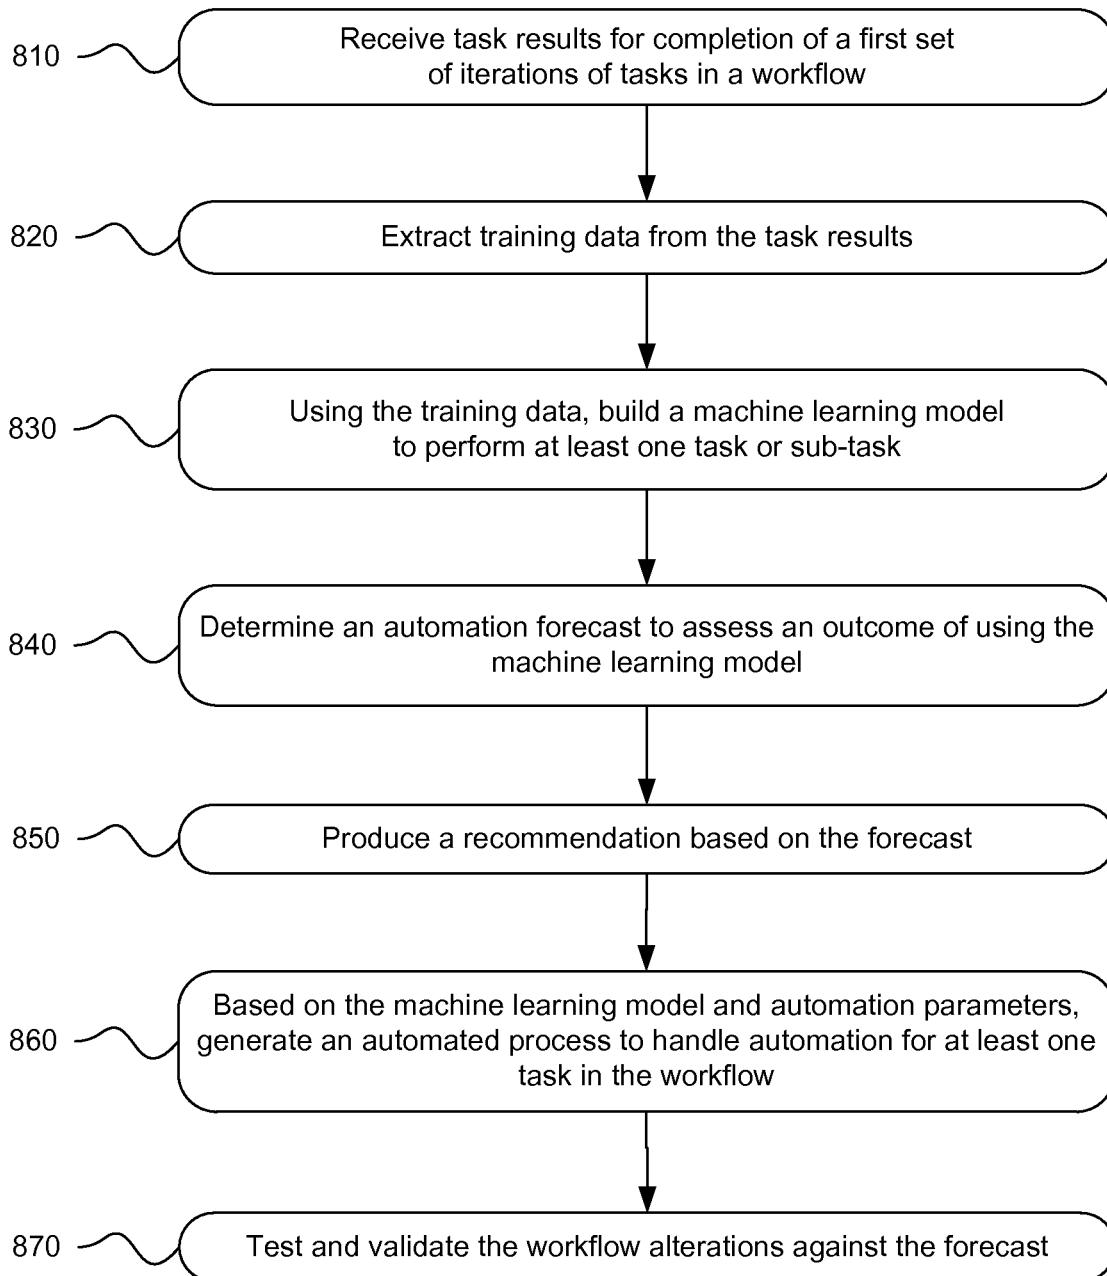 810
Receive task results for completion of a first set
of iterations of tasks in a workflow
820
Extract training data from the task results
830
Using the training data, build a machine learning model
to perform at least one task or sub-task
840
Determine an automation forecast to assess an outcome of using the
machine learning model
850
Produce a recommendation based on the forecast
860
Based on the machine learning model and automation parameters,
generate an automated process to handle automation for at least one
task in the workflow
870
Test and validate the workflow alterations against the forecast